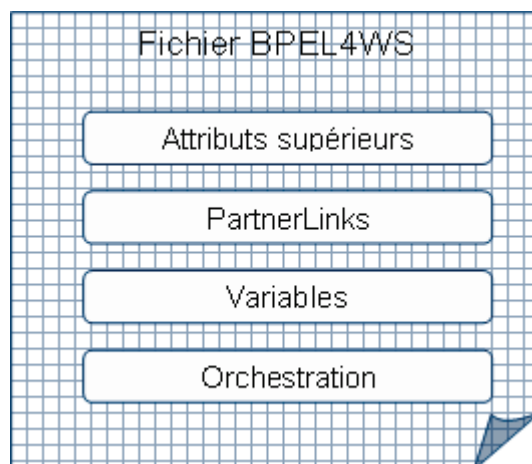 Fichier BPEL4WS
Attributs supérieurs
PartnerLinks
Variables
Orchestration